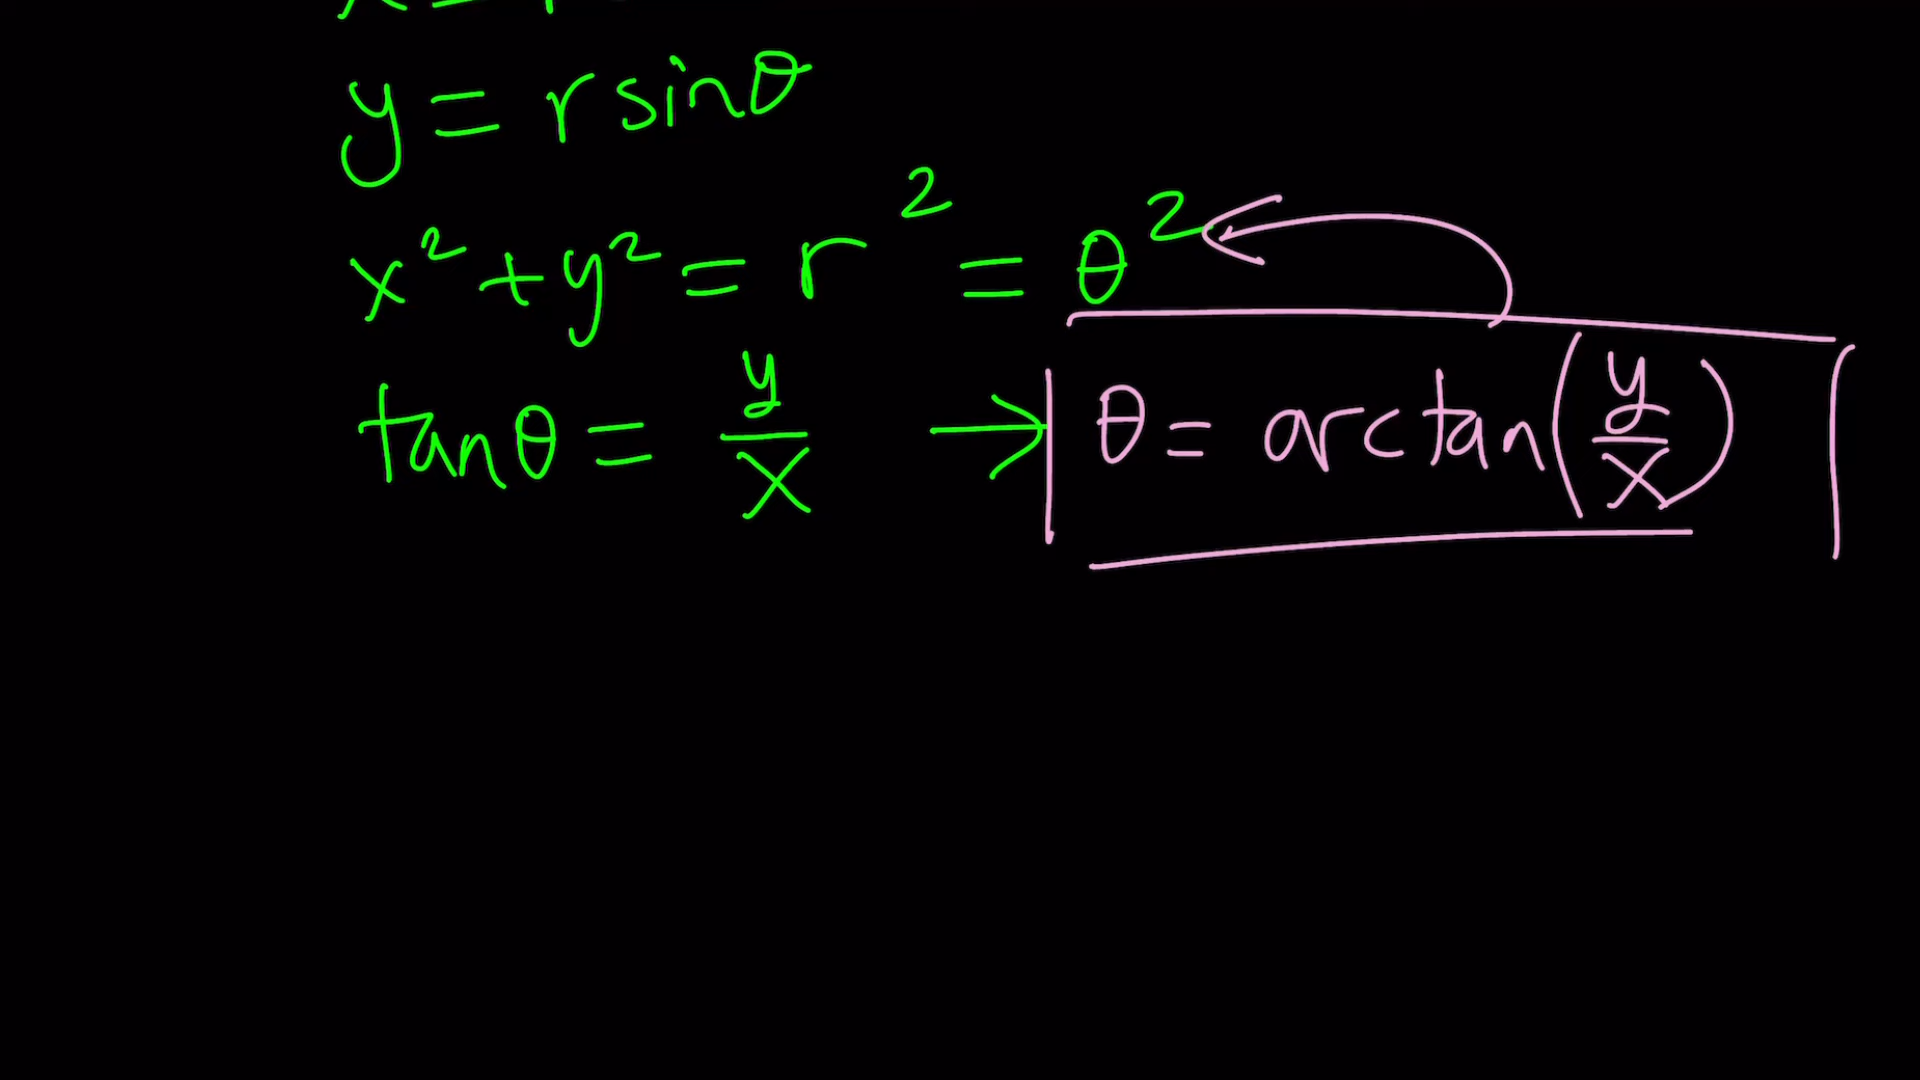 y = r sinθ
x² + y² = r² = θ²
tanθ = y/x → θ = arctan(y/x)